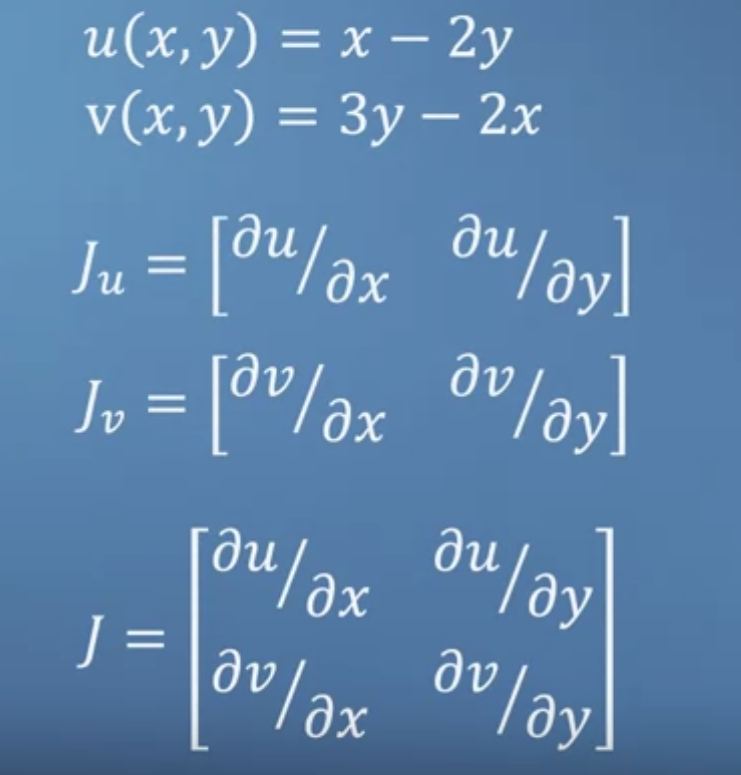 u(x, y) = x − 2y
v(x, y) = 3y − 2x
J_u = [∂u/∂x ∂u/∂y]
J_v = [∂v/∂x ∂v/∂y]
J = [∂u/∂x ∂u/∂y
∂v/∂x ∂v/∂y]